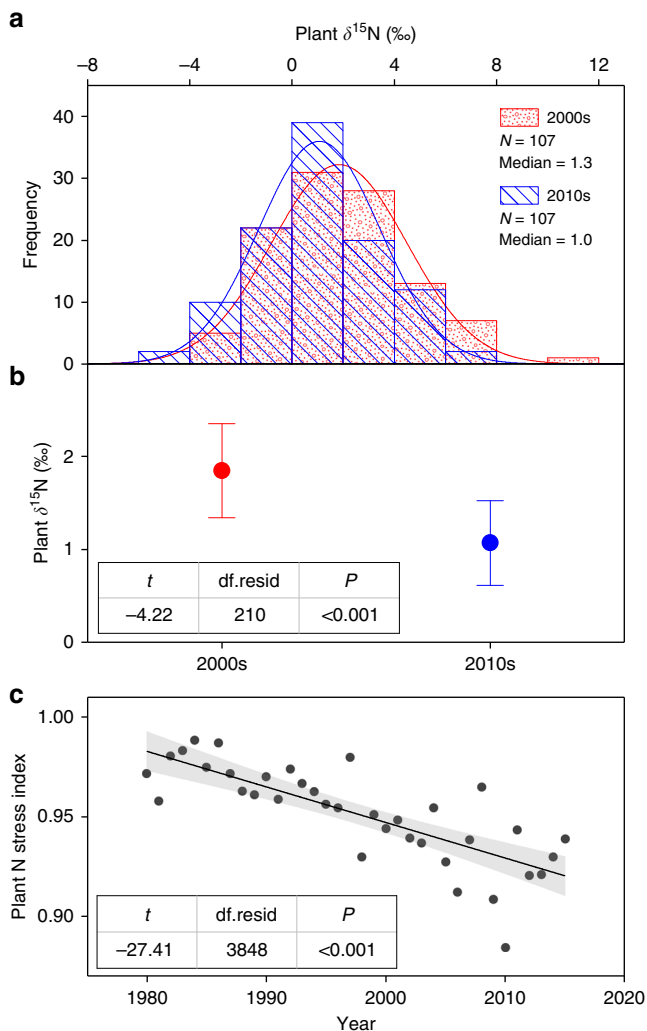 a
Plant δ¹⁵N (‰)
−8 −4 0 4 8 12
40
30
20
10
0
Frequency
2000s
N = 107
Median = 1.3
2010s
N = 107
Median = 1.0
b
2
1
0
Plant δ¹⁵N (‰)
t df.resid P
−4.22 210 <0.001
2000s 2010s
c
1.00
0.95
0.90
Plant N stress index
t df.resid P
−27.41 3848 <0.001
1980 1990 2000 2010 2020
Year